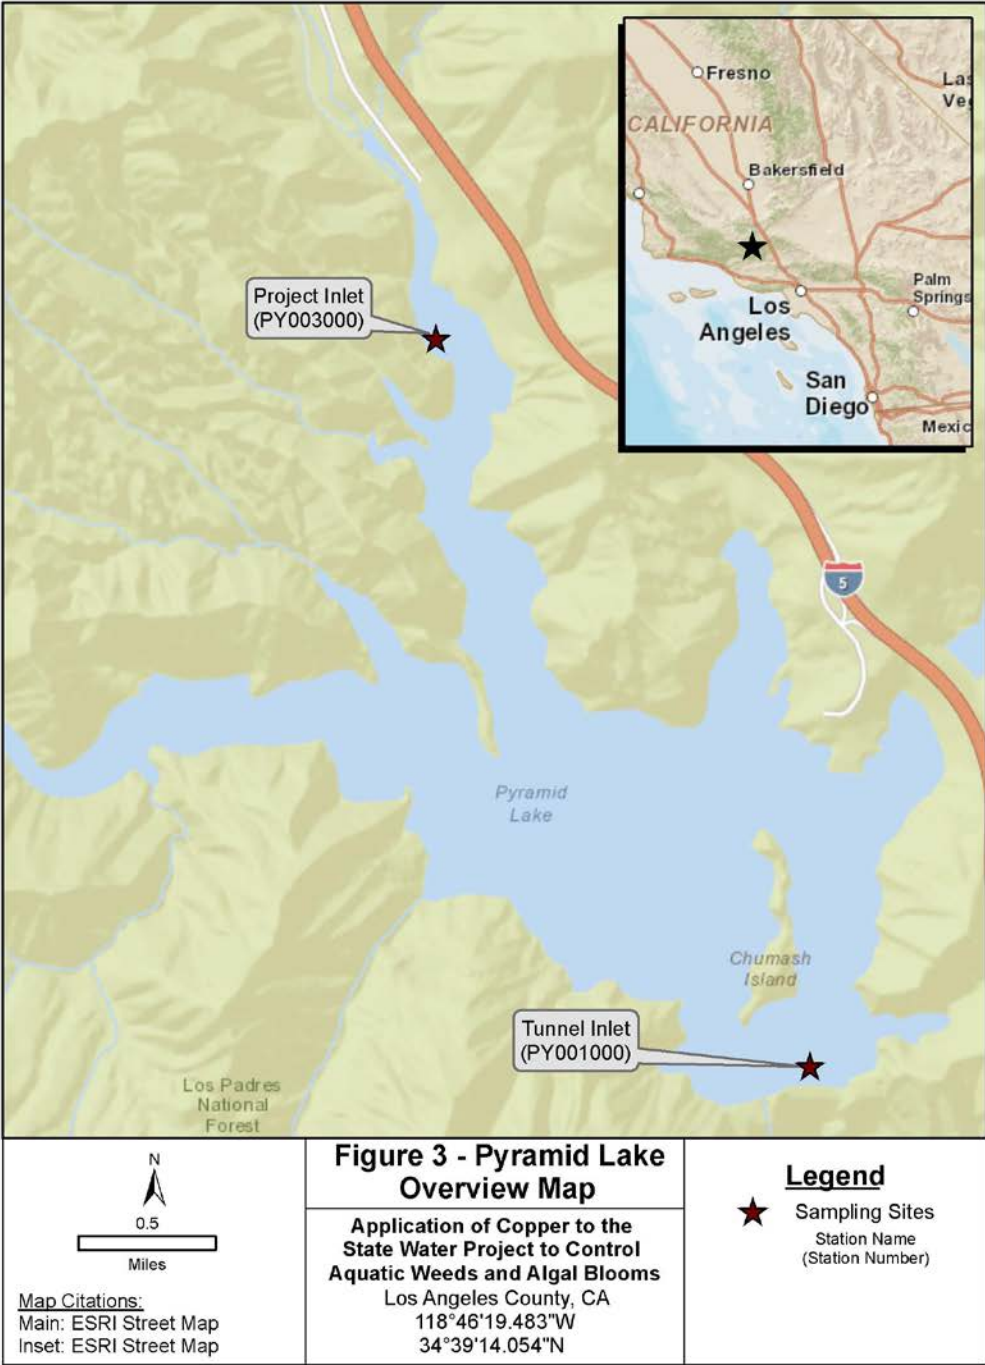 Fresno
Las
Ve
CALIFORNIA
Bakersfield
Palm
Springs
Los
Angeles
San
Diego
Mexic
Project Inlet
(PY003000)
5
Pyramid
Lake
Chumash
Island
Tunnel Inlet
(PY001000)
Los Padres
National
Forest
N
0.5
Miles
Map Citations:
Main: ESRI Street Map
Inset: ESRI Street Map
Figure 3 - Pyramid Lake
Overview Map
Application of Copper to the
State Water Project to Control
Aquatic Weeds and Algal Blooms
Los Angeles County, CA
118°46'19.483"W
34°39'14.054"N
Legend
Sampling Sites
Station Name
(Station Number)